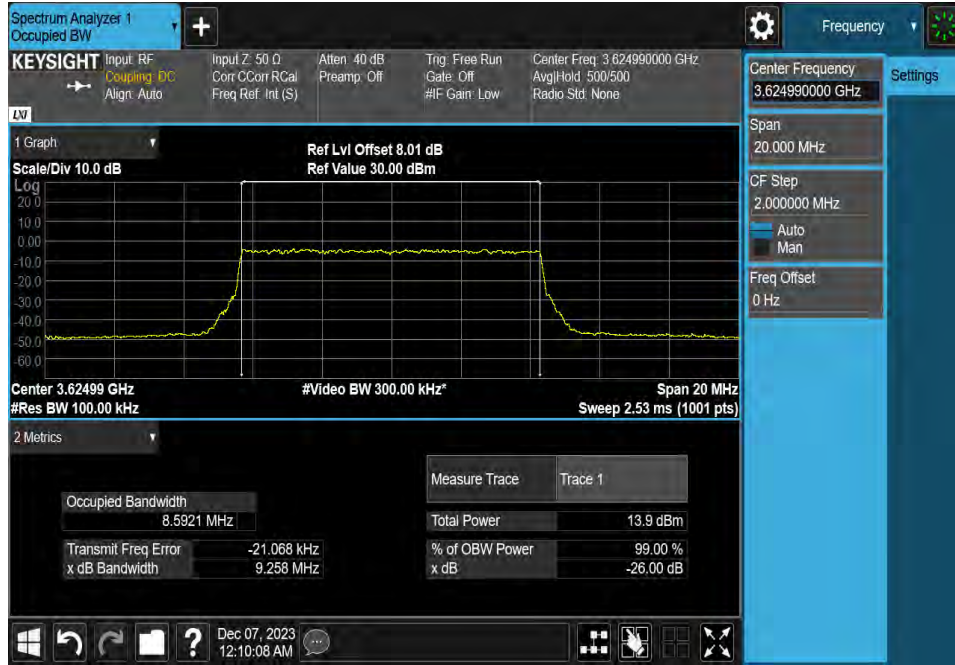 Spectrum Analyzer 1
Occupied BW
+
Frequency
KEYSIGHT
Input: RF
Coupling: DC
Align: Auto
Input Z: 50 Ω
Corr CCorr RCal
Freq Ref: Int (S)
Atten: 40 dB
Preamp: Off
Trig: Free Run
Gate: Off
#IF Gain: Low
Center Freq: 3.624990000 GHz
Avg|Hold: 500/500
Radio Std: None
LXI
Center Frequency
3.624990000 GHz
Settings
Span
20.000 MHz
CF Step
2.000000 MHz
Auto
Man
Freq Offset
0 Hz
1 Graph
Scale/Div 10.0 dB
Ref Lvl Offset 8.01 dB
Ref Value 30.00 dBm
Log
20.0
10.0
0.00
-10.0
-20.0
-30.0
-40.0
-50.0
-60.0
Center 3.62499 GHz
#Video BW 300.00 kHz*
Span 20 MHz
#Res BW 100.00 kHz
Sweep 2.53 ms (1001 pts)
2 Metrics
Measure Trace
Trace 1
Occupied Bandwidth
8.5921 MHz
Total Power
13.9 dBm
Transmit Freq Error
-21.068 kHz
% of OBW Power
99.00 %
x dB Bandwidth
9.258 MHz
x dB
-26.00 dB
?
Dec 07, 2023
12:10:08 AM